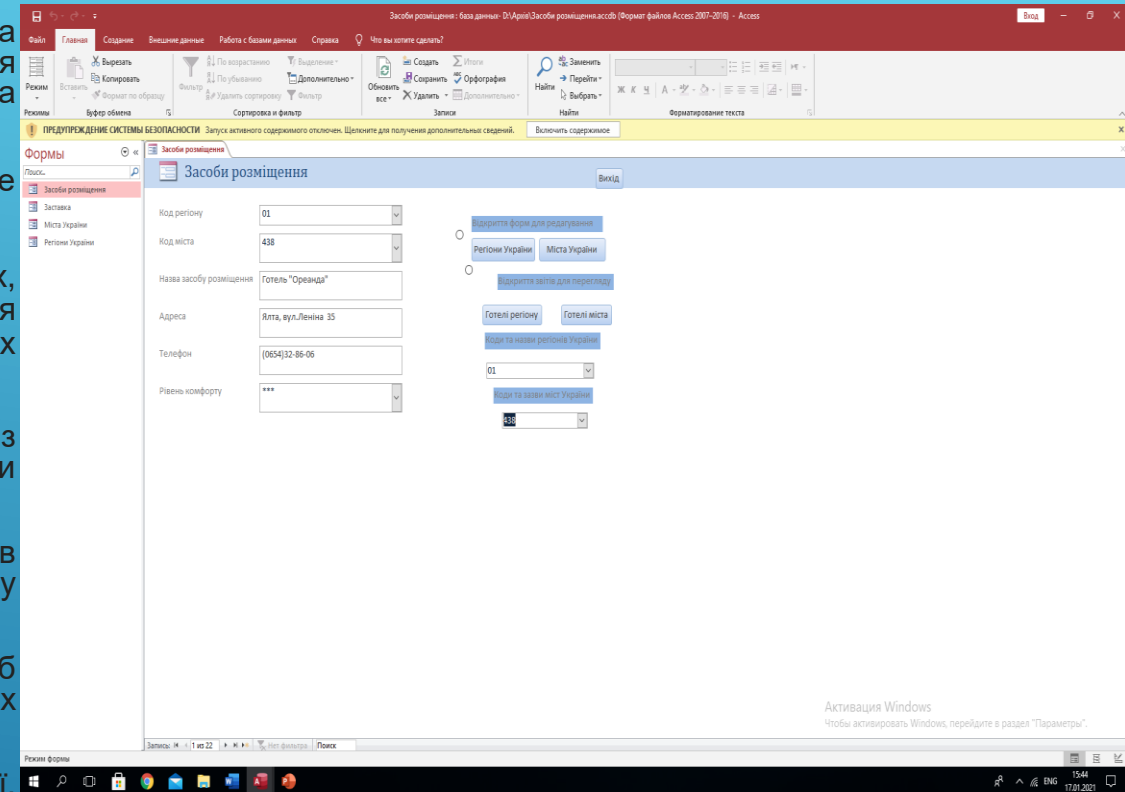 Засоби розміщення : база данных- D:\Архів\Засоби розміщення.accdb (Формат файлов Access 2007–2016) - Access
Вход
Файл Главная Создание Внешние данные Работа с базами данных Справка Что вы хотите сделать?
Режим
Вставить
Вырезать
Копировать
Формат по образцу
Фильтр
По возрастанию
По убыванию
Удалить сортировку
Выделение
Дополнительно
Фильтр
Обновить все
Создать
Сохранить
Удалить
Итоги
Орфография
Дополнительно
Найти
Заменить
Перейти
Выбрать
Ж К Ч А
Режимы Буфер обмена Сортировка и фильтр Записи Найти Форматирование текста
ПРЕДУПРЕЖДЕНИЕ СИСТЕМЫ БЕЗОПАСНОСТИ Запуск активного содержимого отключен. Щелкните для получения дополнительных сведений. Включить содержимое
Формы
Поиск...
Засоби розміщення
Заставка
Міста України
Регіони України
Засоби розміщення
Засоби розміщення
Вихід
Код регіону 01
Код міста 438
Назва засобу розміщення Готель "Ореанда"
Адреса Ялта, вул.Леніна 35
Телефон (0654)32-86-06
Рівень комфорту ***
Відкриття форм для редагування
Регіони України Міста України
Відкриття звітів для перегляду
Готелі регіону Готелі міста
Коди та назви регіонів України
01
Коди та зазви міст України
438
Активация Windows
Чтобы активировать Windows, перейдите в раздел "Параметры".
Запись: 1 из 22 Нет фильтра Поиск
Режим формы
ENG
15:44
17.01.2021
а
я
а
е
х,
я
х
з
и
в
у
б
х
ї.